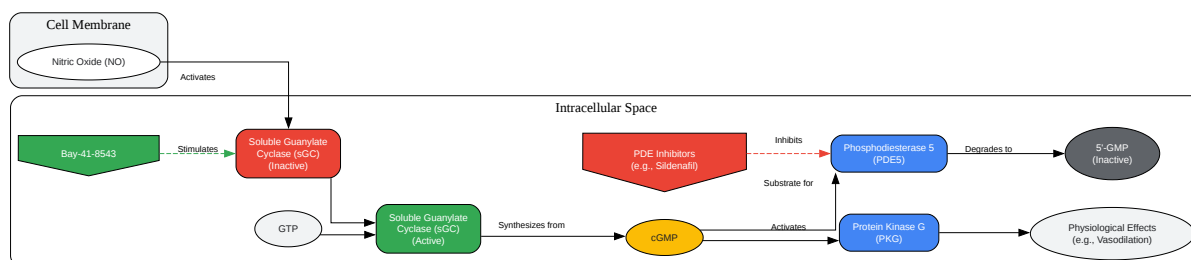 Cell Membrane
Nitric Oxide (NO)
Activates
Intracellular Space
Bay-41-8543
Stimulates
Soluble Guanylate
Cyclase (sGC)
(Inactive)
PDE Inhibitors
(e.g., Sildenafil)
Inhibits
Phosphodiesterase 5
(PDE5)
Degrades to
5'-GMP
(Inactive)
Substrate for
GTP
Soluble Guanylate
Cyclase (sGC)
(Active)
Synthesizes from
cGMP
Activates
Protein Kinase G
(PKG)
Physiological Effects
(e.g., Vasodilation)